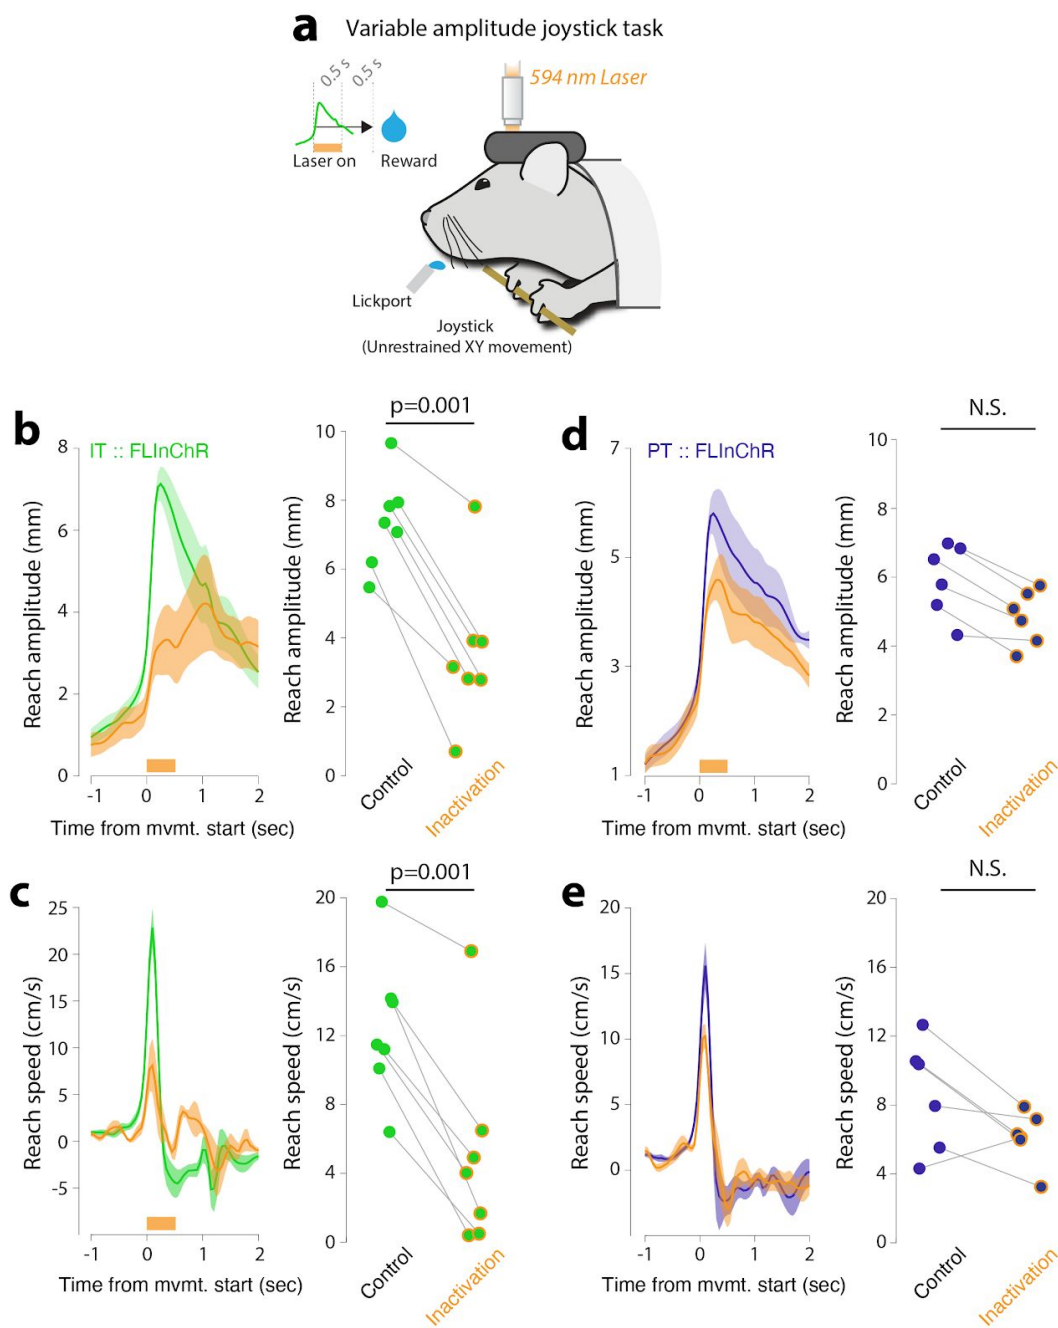 a Variable amplitude joystick task
0.5 s 0.5 s
594 nm Laser
Laser on Reward
Lickport
Joystick
(Unrestrained XY movement)
b
IT :: FLInChR
Reach amplitude (mm)
8
6
4
2
0
-1 0 1 2
Time from mvmt. start (sec)
p=0.001
Reach amplitude (mm)
10
8
6
4
2
0
Control
Inactivation
d
PT :: FLInChR
Reach amplitude (mm)
7
5
3
1
-1 0 1 2
Time from mvmt. start (sec)
N.S.
Reach amplitude (mm)
10
8
6
4
2
0
Control
Inactivation
c
Reach speed (cm/s)
25
20
15
10
5
0
-5
-1 0 1 2
Time from mvmt. start (sec)
p=0.001
Reach speed (cm/s)
20
16
12
8
4
0
Control
Inactivation
e
Reach speed (cm/s)
20
15
10
5
0
-1 0 1 2
Time from mvmt. start (sec)
N.S.
Reach speed (cm/s)
20
16
12
8
4
0
Control
Inactivation